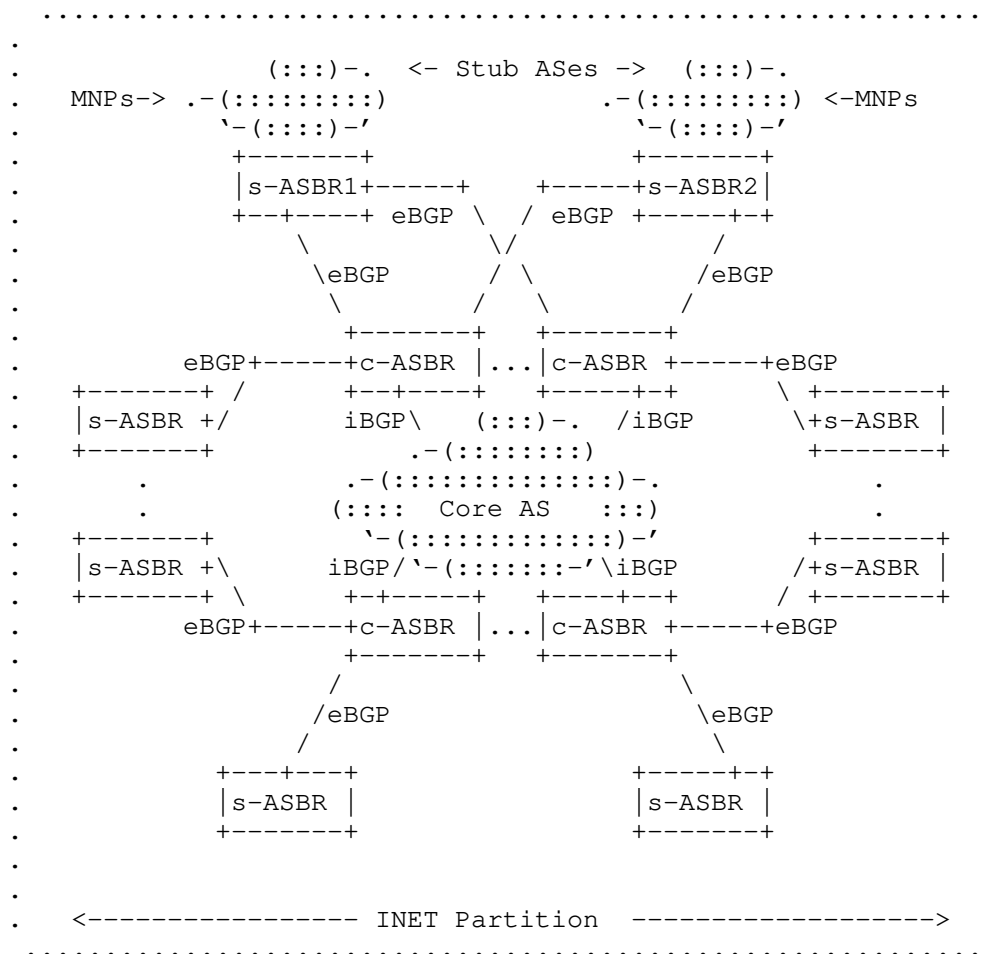 ...........................................................
.
.               (:::)-.  <- Stub ASes ->  (:::)-.
.   MNPs-> .-(:::::::::)              .-(:::::::::) <-MNPs
.            `-(::::)-'                 `-(::::)-'
.             +-------+                 +-------+
.             |s-ASBR1+-----+     +-----+s-ASBR2|
.             +--+----+ eBGP \   / eBGP +-----+-+
.                 \           \/            /
.                  \eBGP      / \          /eBGP
.                   \        /   \        /
.                    +-------+   +-------+
.          eBGP+-----+c-ASBR |...|c-ASBR +-----+eBGP
.   +-------+ /      +--+----+   +-----+-+      \ +-------+
.   |s-ASBR +/       iBGP\   (:::)-.  /iBGP      \+s-ASBR |
.   +-------+            .-(::::::::)             +-------+
.       .            .-(::::::::::::::)-.             .
.       .           (::::  Core AS   :::)             .
.   +-------+         `-(:::::::::::::)-'         +-------+
.   |s-ASBR +\      iBGP/`-(:::::::-'\iBGP       /+s-ASBR |
.   +-------+ \      +-+-----+   +----+--+      / +-------+
.          eBGP+-----+c-ASBR |...|c-ASBR +-----+eBGP
.                    +-------+   +-------+
.                   /                     \
.                  /eBGP                   \eBGP
.                 /                         \
.            +---+---+                 +-----+-+
.            |s-ASBR |                 |s-ASBR |
.            +-------+                 +-------+
.
.
.   <----------------- INET Partition  ------------------->
............................................................